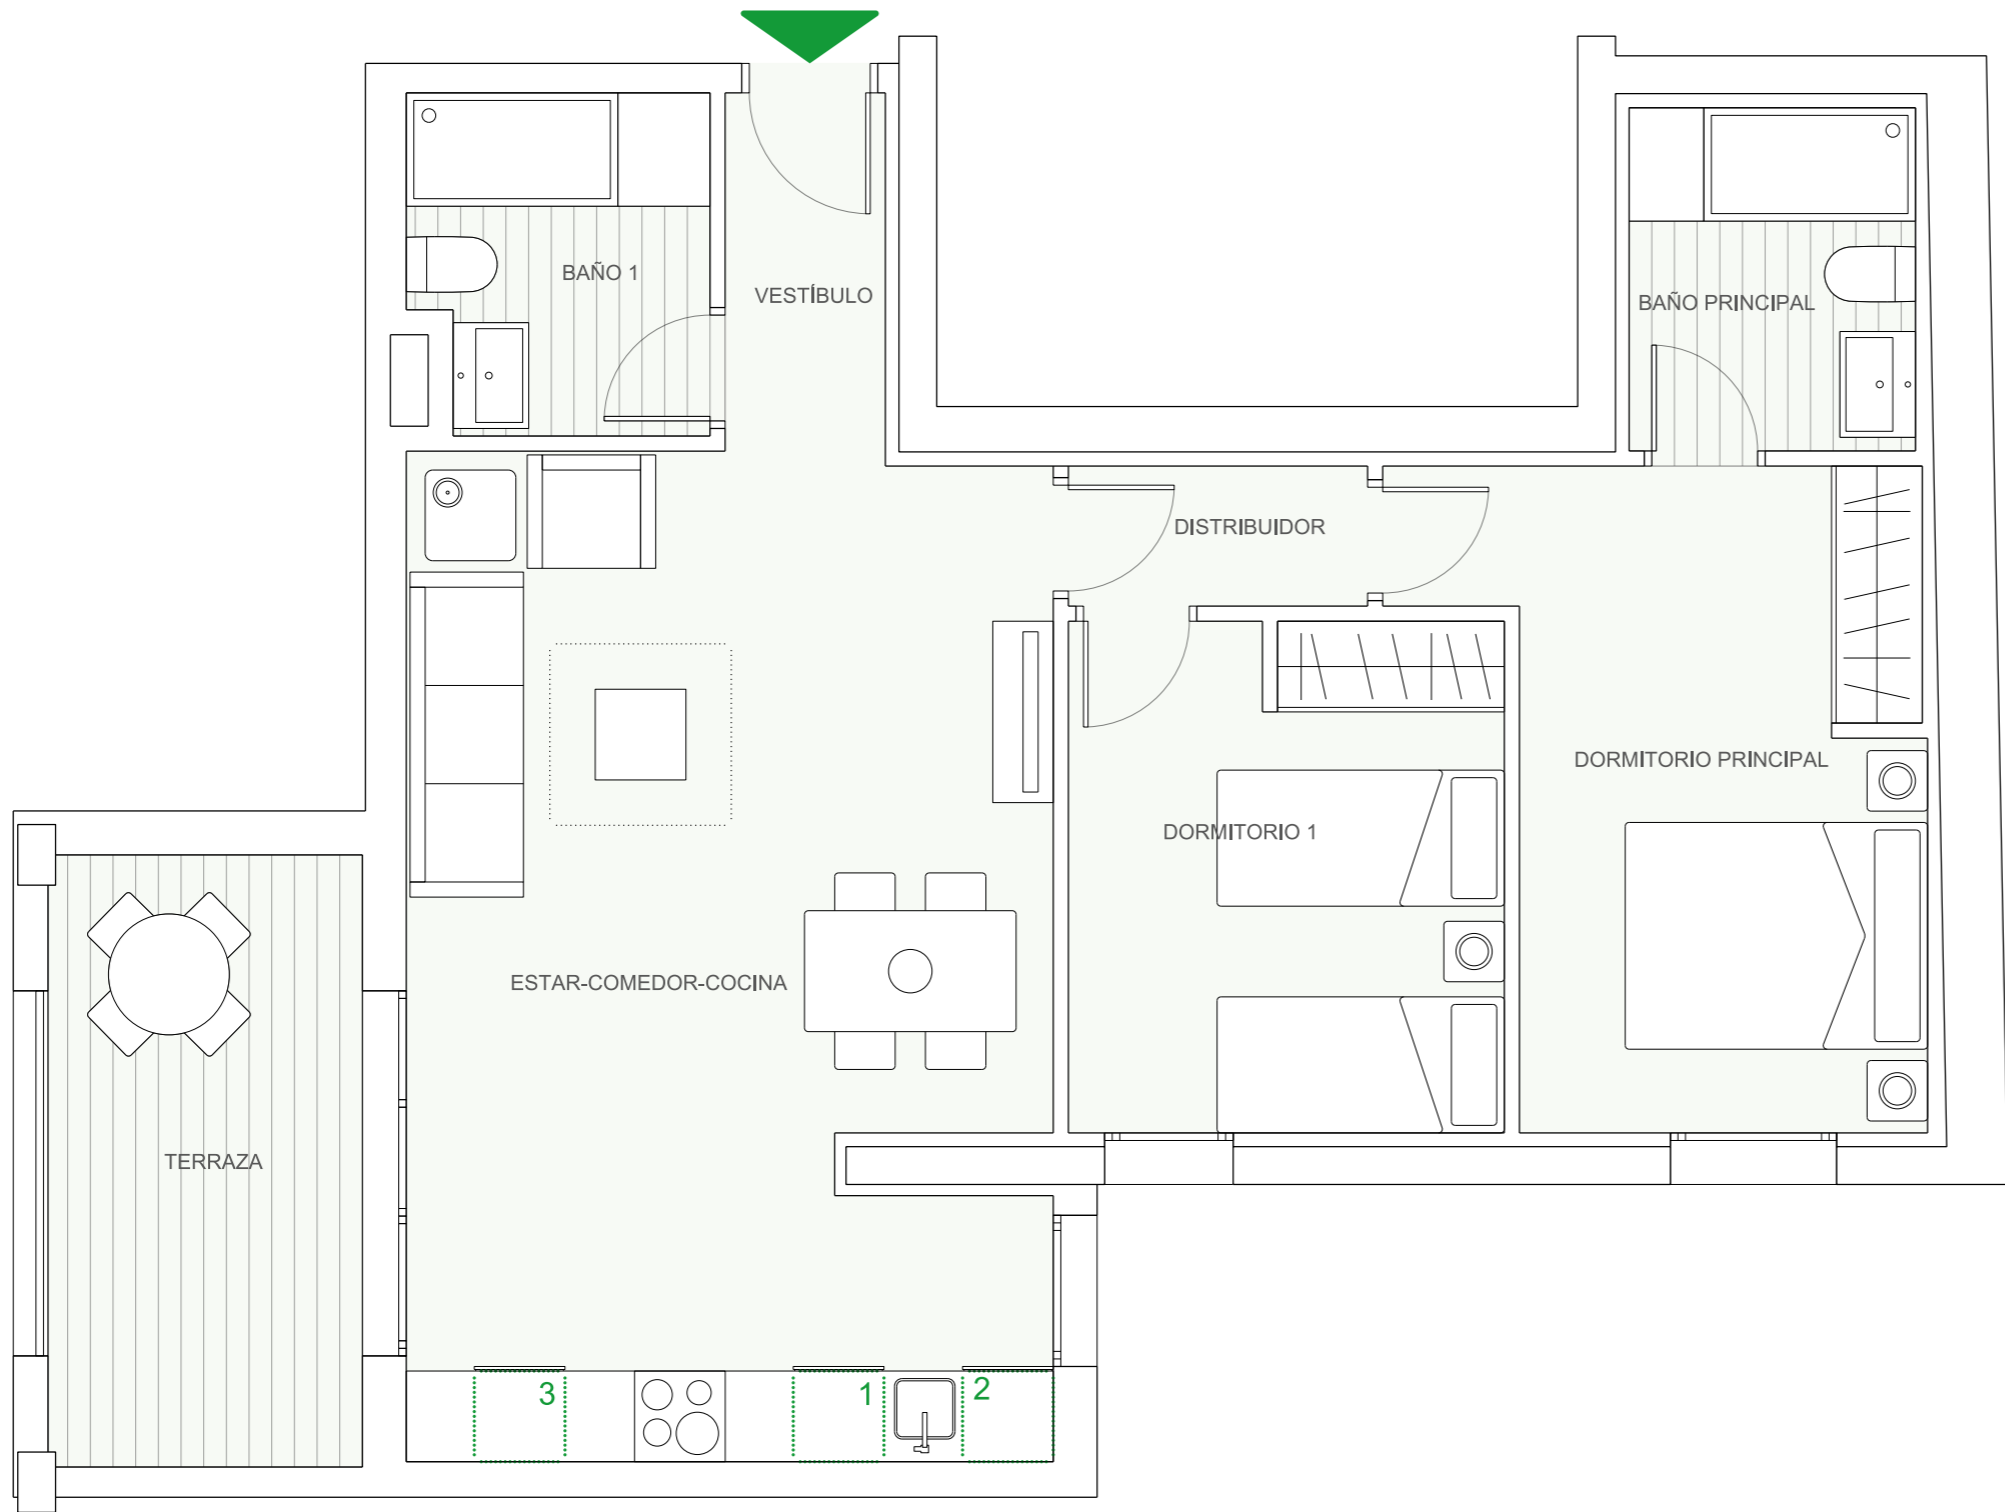 BAÑO 1
VESTÍBULO
BAÑO PRINCIPAL
DISTRIBUIDOR
DORMITORIO PRINCIPAL
DORMITORIO 1
ESTAR-COMEDOR-COCINA
TERRAZA
3
1
2